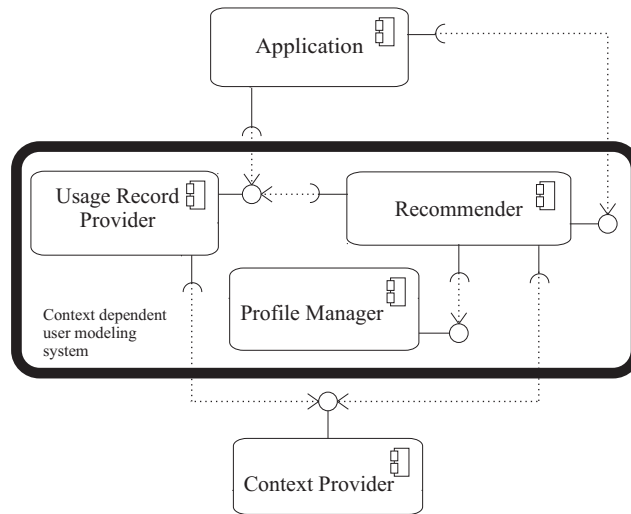 Application
Usage Record
Provider
Recommender
Profile Manager
Context dependent
user modeling
system
Context Provider